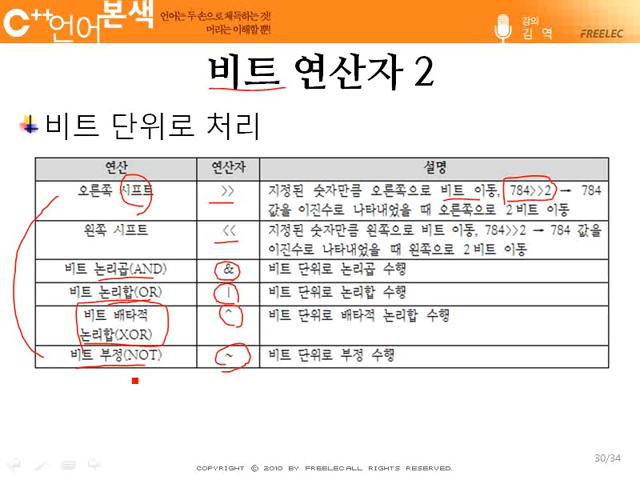 C++언어본색
언어는 두 손으로 체득하는 것!
머리는 이해할 뿐!
강의
김 역
FREELEC
비트 연산자 2
비트 단위로 처리
연산 연산자 설명
오른쪽 시프트 >> 지정된 숫자만큼 오른쪽으로 비트 이동, 784>>2 → 784
값을 이진수로 나타내었을 때 오른쪽으로 2비트 이동
왼쪽 시프트 << 지정된 숫자만큼 왼쪽으로 비트 이동, 784>>2 → 784 값을
이진수로 나타내었을 때 왼쪽으로 2비트 이동
비트 논리곱(AND) & 비트 단위로 논리곱 수행
비트 논리합(OR) | 비트 단위로 논리합 수행
비트 배타적 ^ 비트 단위로 배타적 논리합 수행
논리합(XOR)
비트 부정(NOT) ~ 비트 단위로 부정 수행
30/34
COPYRIGHT © 2010 BY FREELEC.ALL RIGHTS RESERVED.